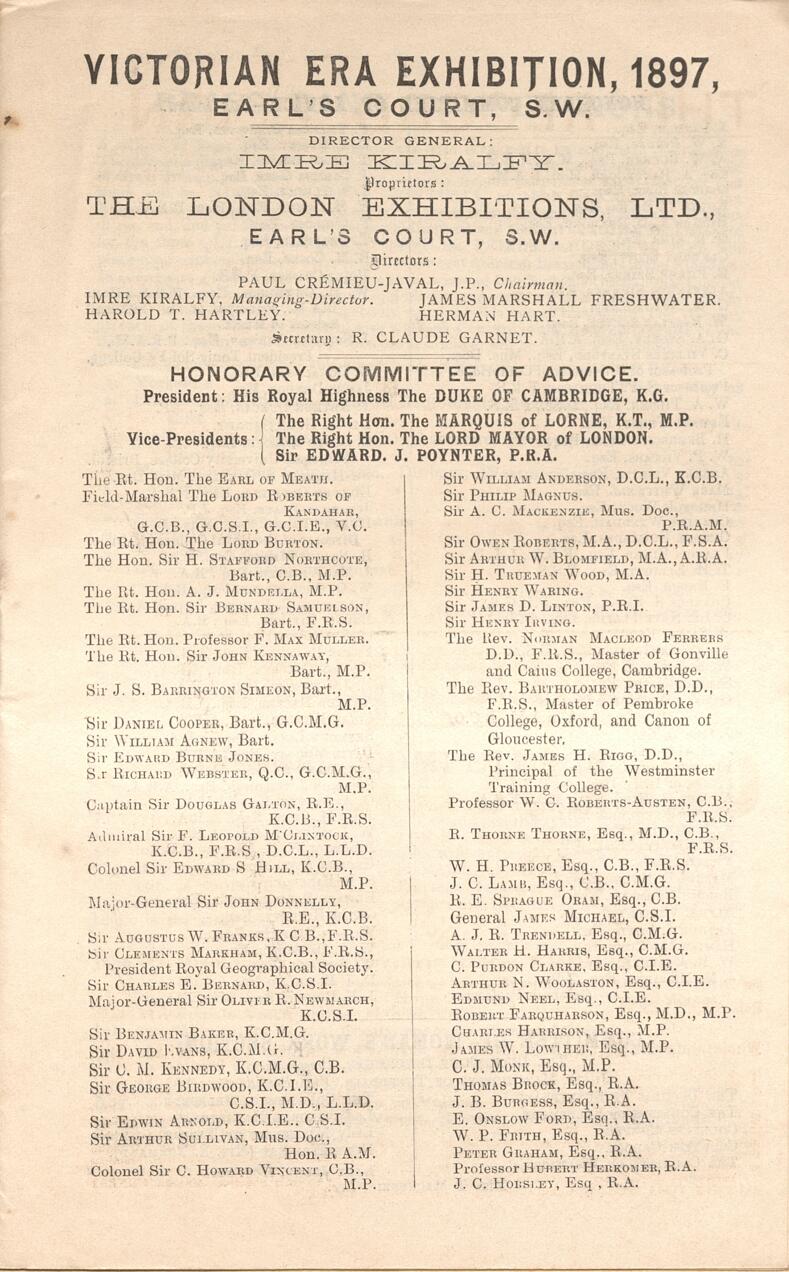 VICTORIAN ERA EXHIBITION, 1897,
EARL'S COURT, S.W.
DIRECTOR GENERAL:
IMRE KIRALFY.
Proprietors:
THE LONDON EXHIBITIONS, LTD.,
EARL'S COURT, S.W.
Directors:
PAUL CRÉMIEU-JAVAL, J.P., Chairman.
IMRE KIRALFY, Managing-Director. JAMES MARSHALL FRESHWATER.
HAROLD T. HARTLEY. HERMAN HART.
Secretary: R. CLAUDE GARNET.
HONORARY COMMITTEE OF ADVICE.
President: His Royal Highness The DUKE OF CAMBRIDGE, K.G.
The Right Hon. The MARQUIS of LORNE, K.T., M.P.
Vice-Presidents: The Right Hon. The LORD MAYOR of LONDON.
Sir EDWARD. J. POYNTER, P.R.A.
The Rt. Hon. The EARL OF MEATH.
Field-Marshal The LORD ROBERTS OF
KANDAHAR,
G.C.B., G.C.S.I., G.C.I.E., V.C.
The Rt. Hon. The LORD BURTON.
The Hon. Sir H. STAFFORD NORTHCOTE,
Bart., C.B., M.P.
The Rt. Hon. A. J. MUNDELLA, M.P.
The Rt. Hon. Sir BERNARD SAMUELSON,
Bart., F.R.S.
The Rt. Hon. Professor F. MAX MULLER.
The Rt. Hon. Sir JOHN KENNAWAY,
Bart., M.P.
Sir J. S. BARRINGTON SIMEON, Bart.,
M.P.
Sir DANIEL COOPER, Bart., G.C.M.G.
Sir WILLIAM AGNEW, Bart.
Sir EDWARD BURNE JONES.
Sir RICHARD WEBSTER, Q.C., G.C.M.G.,
M.P.
Captain Sir DOUGLAS GALTON, R.E.,
K.C.B., F.R.S.
Admiral Sir F. LEOPOLD M'CLINTOCK,
K.C.B., F.R.S., D.C.L., L.L.D.
Colonel Sir EDWARD S HILL, K.C.B.,
M.P.
Major-General Sir JOHN DONNELLY,
R.E., K.C.B.
Sir AUGUSTUS W. FRANKS, K C B., F.R.S.
Sir CLEMENTS MARKHAM, K.C.B., F.R.S.,
President Royal Geographical Society.
Sir CHARLES E. BERNARD, K.C.S.I.
Major-General Sir OLIVER R. NEWMARCH,
K.C.S.I.
Sir BENJAMIN BAKER, K.C.M.G.
Sir DAVID EVANS, K.C.M.G.
Sir C. M. KENNEDY, K.C.M.G., C.B.
Sir GEORGE BIRDWOOD, K.C.I.E.,
C.S.I., M.D., L.L.D.
Sir EDWIN ARNOLD, K.C.I.E., C.S.I.
Sir ARTHUR SULLIVAN, Mus. Doc.,
Hon. R A.M.
Colonel Sir C. HOWARD VINCENT, C.B.,
M.P.
Sir WILLIAM ANDERSON, D.C.L., K.C.B.
Sir PHILIP MAGNUS.
Sir A. C. MACKENZIE, Mus. Doc.,
P.R.A.M.
Sir OWEN ROBERTS, M.A., D.C.L., F.S.A.
Sir ARTHUR W. BLOMFIELD, M.A., A.R.A.
Sir H. TRUEMAN WOOD, M.A.
Sir HENRY WARING.
Sir JAMES D. LINTON, P.R.I.
Sir HENRY IRVING.
The Rev. NORMAN MACLEOD FERRERS
D.D., F.R.S., Master of Gonville
and Caius College, Cambridge.
The Rev. BARTHOLOMEW PRICE, D.D.,
F.R.S., Master of Pembroke
College, Oxford, and Canon of
Gloucester.
The Rev. JAMES H. RIGG, D.D.,
Principal of the Westminster
Training College.
Professor W. C. ROBERTS-AUSTEN, C.B.,
F.R.S.
R. THORNE THORNE, Esq., M.D., C.B.,
F.R.S.
W. H. PREECE, Esq., C.B., F.R.S.
J. C. LAMB, Esq., C.B., C.M.G.
R. E. SPRAGUE ORAM, Esq., C.B.
General JAMES MICHAEL, C.S.I.
A. J. R. TRENDELL, Esq., C.M.G.
WALTER H. HARRIS, Esq., C.M.G.
C. PURDON CLARKE, Esq., C.I.E.
ARTHUR N. WOOLASTON, Esq., C.I.E.
EDMUND NEEL, Esq., C.I.E.
ROBERT FARQUHARSON, Esq., M.D., M.P.
CHARLES HARRISON, Esq., M.P.
JAMES W. LOWTHER, Esq., M.P.
C. J. MONK, Esq., M.P.
THOMAS BROCK, Esq., R.A.
J. B. BURGESS, Esq., R.A.
E. ONSLOW FORD, Esq., R.A.
W. P. FRITH, Esq., R.A.
PETER GRAHAM, Esq., R.A.
Professor HUBERT HERKOMER, R.A.
J. C. HORSLEY, Esq , R.A.